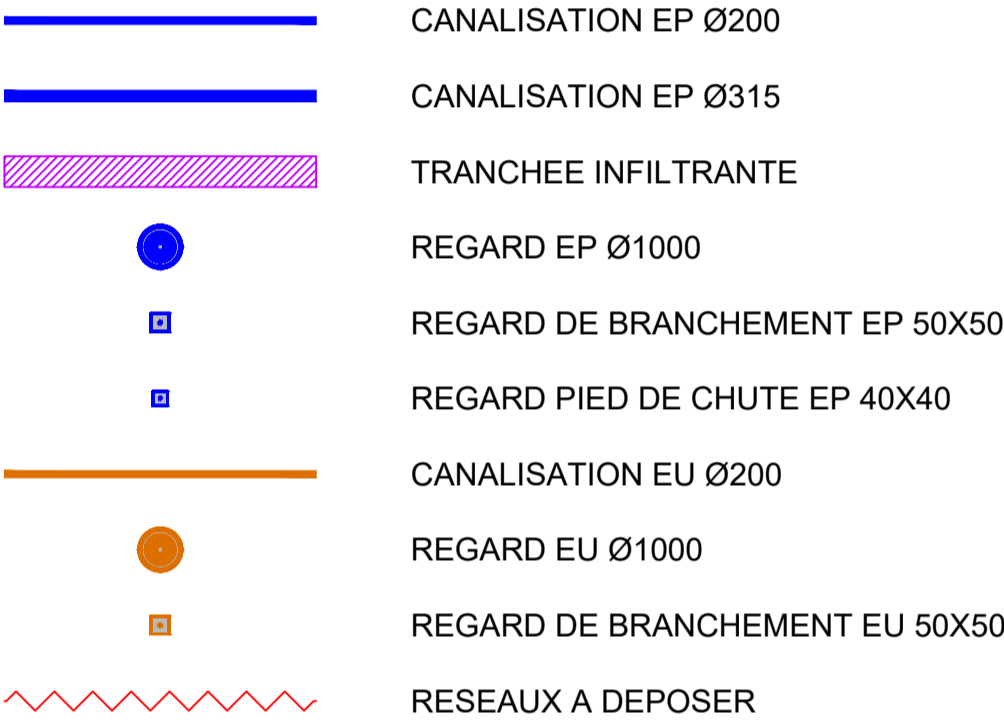 CANALISATION EP Ø200
CANALISATION EP Ø315
TRANCHEE INFILTRANTE
REGARD EP Ø1000
REGARD DE BRANCHEMENT EP 50X50
REGARD PIED DE CHUTE EP 40X40
CANALISATION EU Ø200
REGARD EU Ø1000
REGARD DE BRANCHEMENT EU 50X50
RESEAUX A DEPOSER